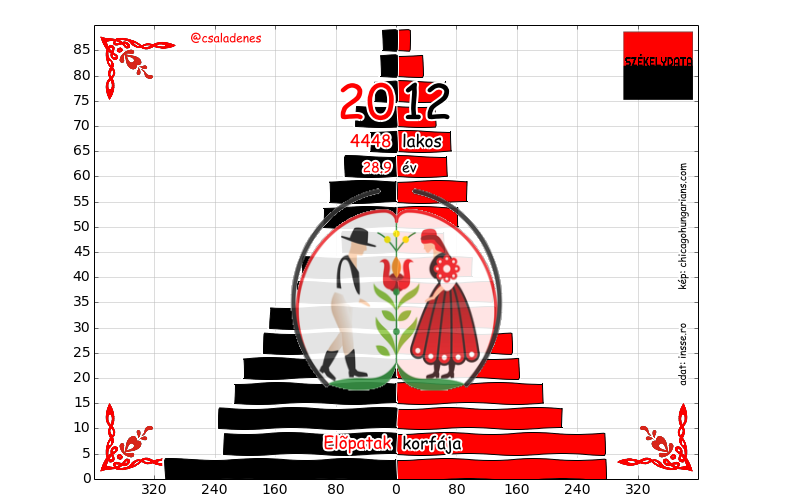 @csaladenes
SZÉKELYDATA
2012
4448 lakos
28.9 év
Előpatak korfája
kép: chicagohungarians.com
adat: insse.ro
85
80
75
70
65
60
55
50
45
40
35
30
25
20
15
10
5
0
320 240 160 80 0 80 160 240 320